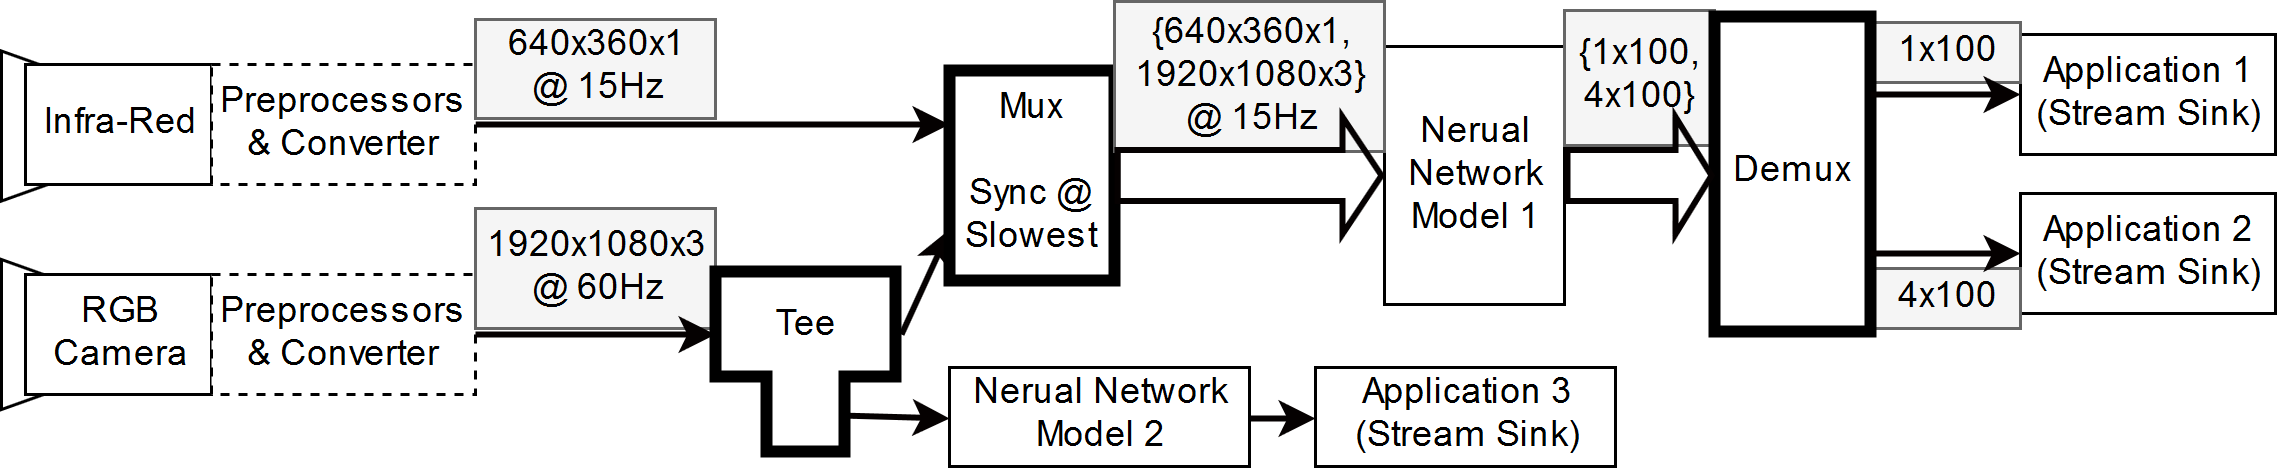 Infra-Red
Preprocessors
& Converter
640x360x1
@ 15Hz
RGB
Camera
Preprocessors
& Converter
1920x1080x3
@ 60Hz
Tee
Mux
Sync @
Slowest
{640x360x1,
1920x1080x3}
@ 15Hz
Nerual
Network
Model 1
{1x100,
4x100}
Demux
1x100
Application 1
(Stream Sink)
Application 2
(Stream Sink)
4x100
Nerual Network
Model 2
Application 3
(Stream Sink)